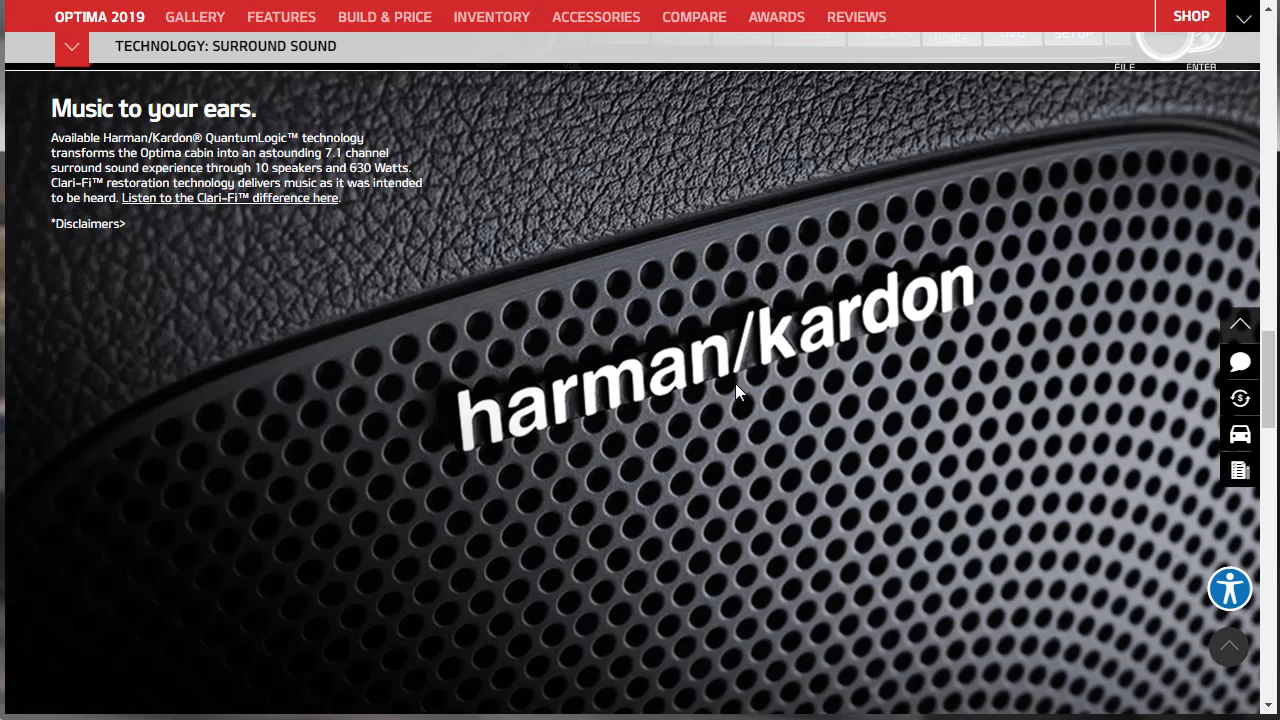 OPTIMA 2019 GALLERY FEATURES BUILD & PRICE INVENTORY ACCESSORIES COMPARE AWARDS REVIEWS SHOP
TECHNOLOGY: SURROUND SOUND
FILE ENTER
Music to your ears.
Available Harman/Kardon® QuantumLogic™ technology
transforms the Optima cabin into an astounding 7.1 channel
surround sound experience through 10 speakers and 630 Watts.
Clari-Fi™ restoration technology delivers music as it was intended
to be heard. Listen to the Clari-Fi™ difference here.
*Disclaimers>
harman/kardon